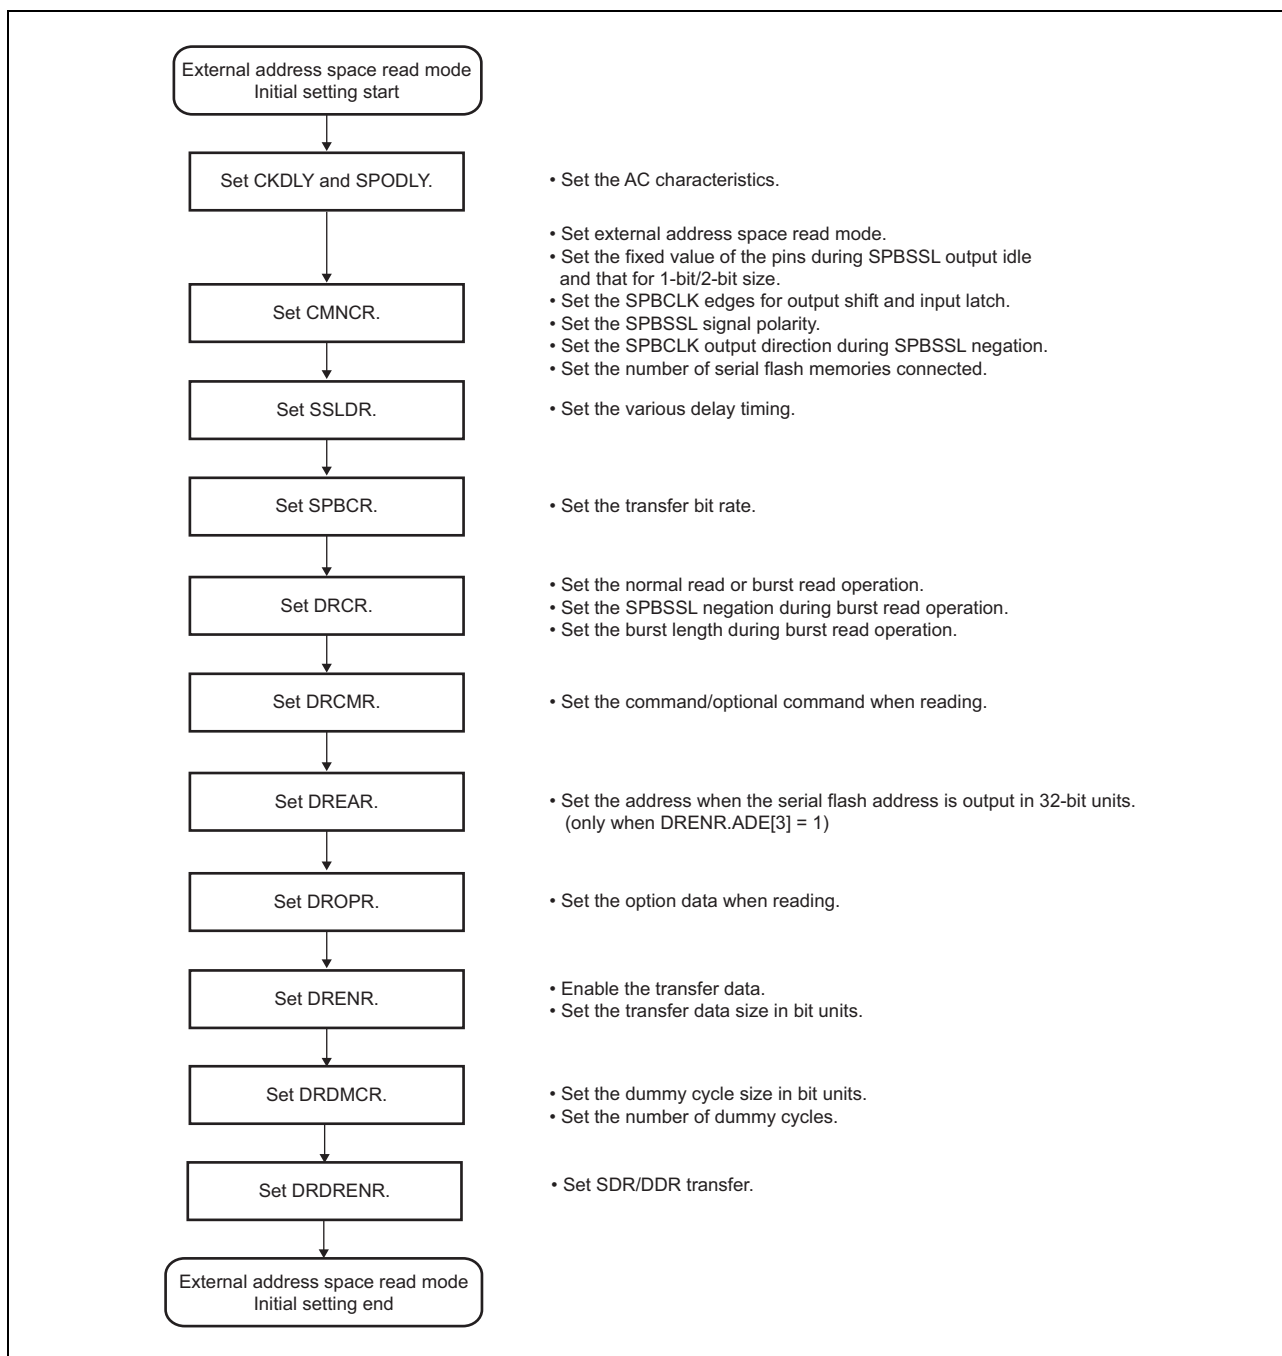 External address space read mode
Initial setting start
Set CKDLY and SPODLY.
• Set the AC characteristics.
Set CMNCR.
• Set external address space read mode.
• Set the fixed value of the pins during SPBSSL output idle
and that for 1-bit/2-bit size.
• Set the SPBCLK edges for output shift and input latch.
• Set the SPBSSL signal polarity.
• Set the SPBCLK output direction during SPBSSL negation.
• Set the number of serial flash memories connected.
Set SSLDR.
• Set the various delay timing.
Set SPBCR.
• Set the transfer bit rate.
Set DRCR.
• Set the normal read or burst read operation.
• Set the SPBSSL negation during burst read operation.
• Set the burst length during burst read operation.
Set DRCMR.
• Set the command/optional command when reading.
Set DREAR.
• Set the address when the serial flash address is output in 32-bit units.
(only when DRENR.ADE[3] = 1)
Set DROPR.
• Set the option data when reading.
Set DRENR.
• Enable the transfer data.
• Set the transfer data size in bit units.
Set DRDMCR.
• Set the dummy cycle size in bit units.
• Set the number of dummy cycles.
Set DRDRENR.
• Set SDR/DDR transfer.
External address space read mode
Initial setting end